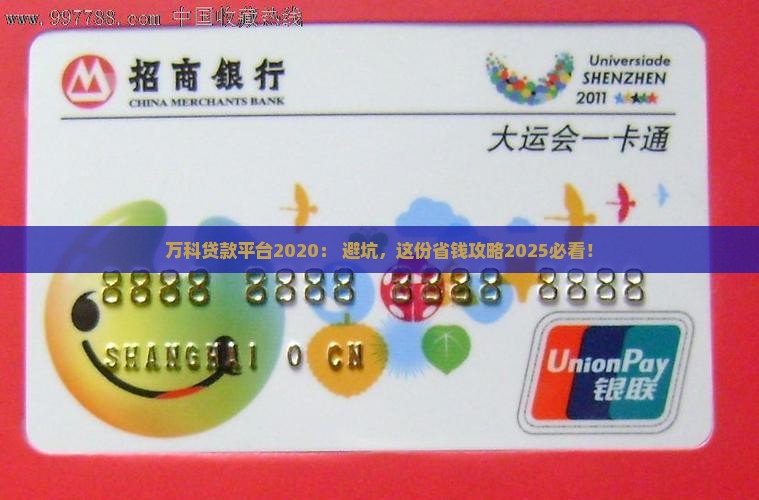 www.997788.com 中国收藏热线
招商银行
CHINA MERCHANTS BANK
Universiade
SHENZHEN
2011
大运会一卡通
万科贷款平台2020： 避坑，这份省钱攻略2025必看！
8888 8888 8888 8888
SHANGHAI 0 CN
UnionPay
银联